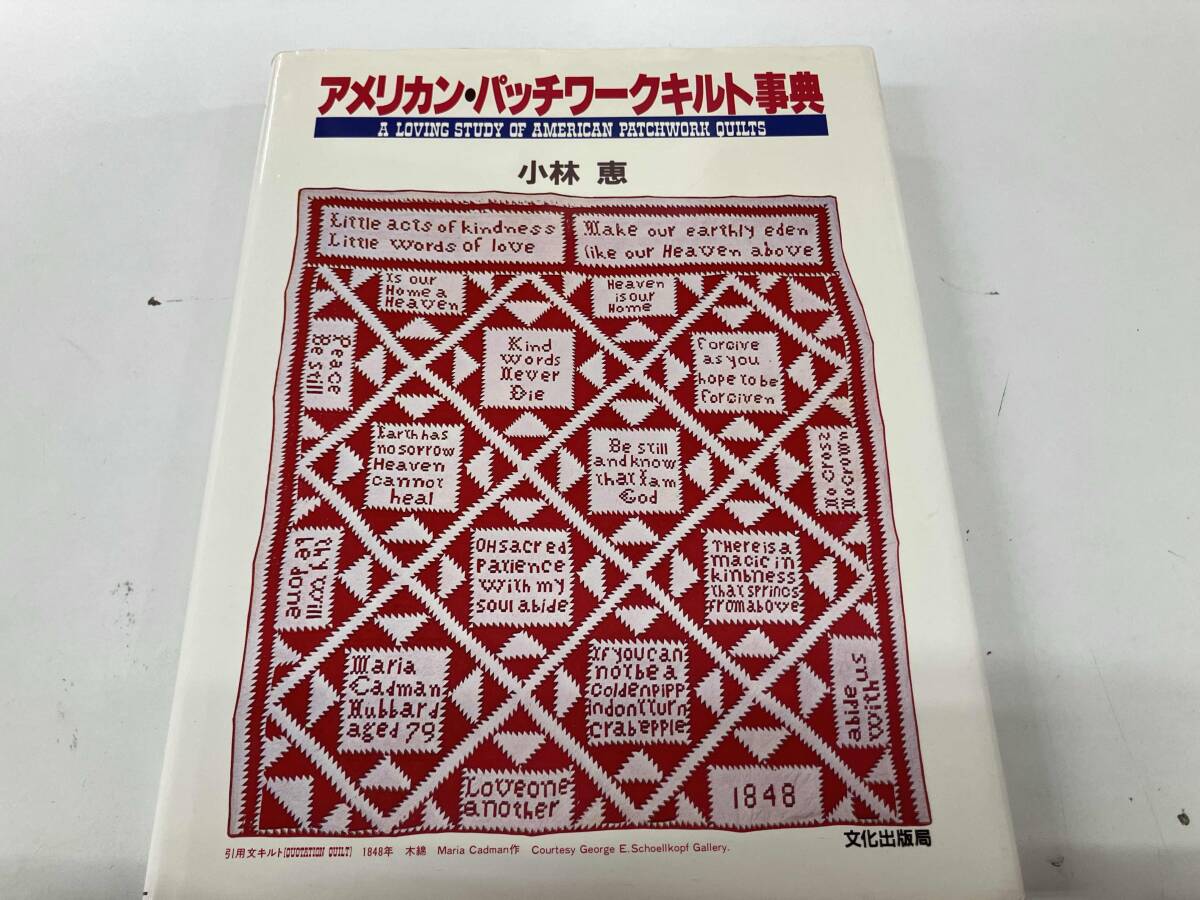 アメリカン・パッチワークキルト事典
A LOVING STUDY OF AMERICAN PATCHWORK QUILTS
小林 恵
Little acts of kindness
Little words of love
Make our earthly eden
like our Heaven above
Is our
Home a
Heaven
Heaven
is our
Home
Peace
Be still
Kind
words
Never
Die
Forgive
as you
hope to be
forgiven
Earth has
no sorrow
Heaven
cannot
heal
Be still
and know
that I am
God
No Cross
No Crown
thy will
be done
OH sacred
Patience
with my
soul abide
THere is a
magic in
kinbness
that springs
from above
Maria
Cadman
Hubbard
aged 79
If you can
not be a
Golden pipp
in don t turn
crabepple
abide
with us
Love one
another
1848
文化出版局
引用文キルト[QUOTATION QUILT] 1848年 木綿 Maria Cadman作 Courtesy George E. Schoellkopf Gallery.